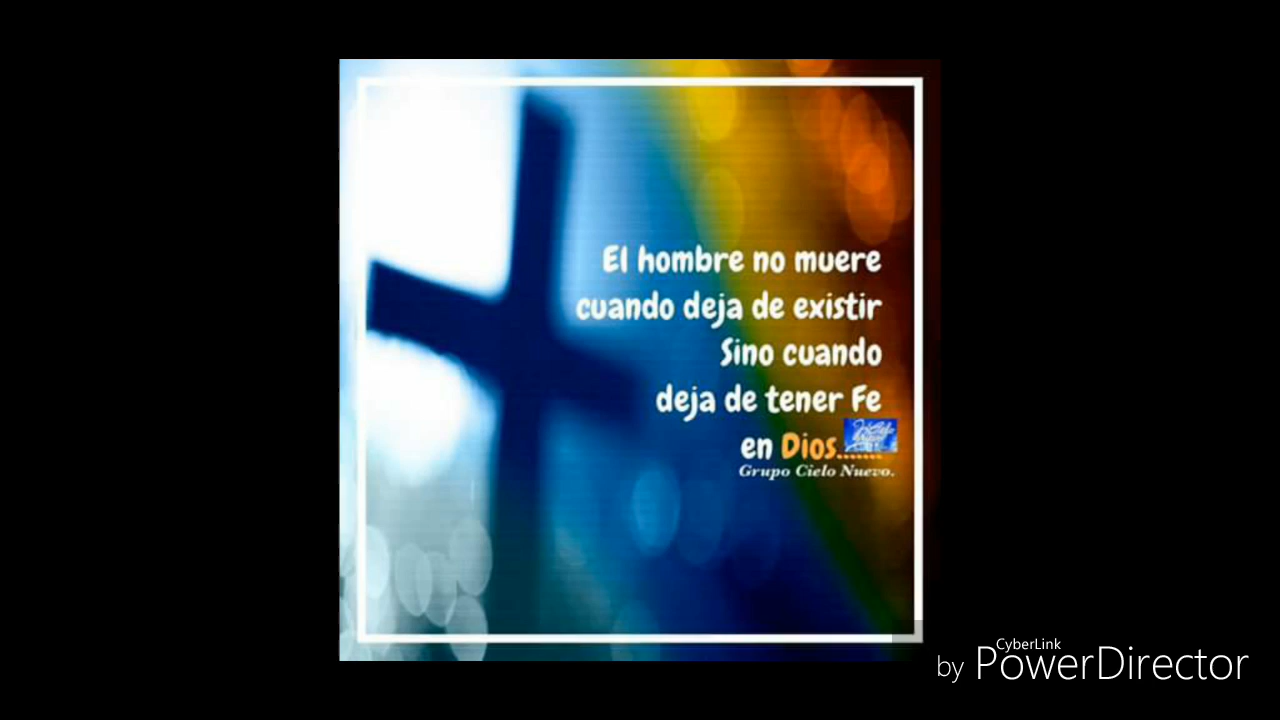 El hombre no muere
cuando deja de existir
Sino cuando
deja de tener Fe
en Dios.......
Grupo Cielo Nuevo.
CyberLink
by PowerDirector